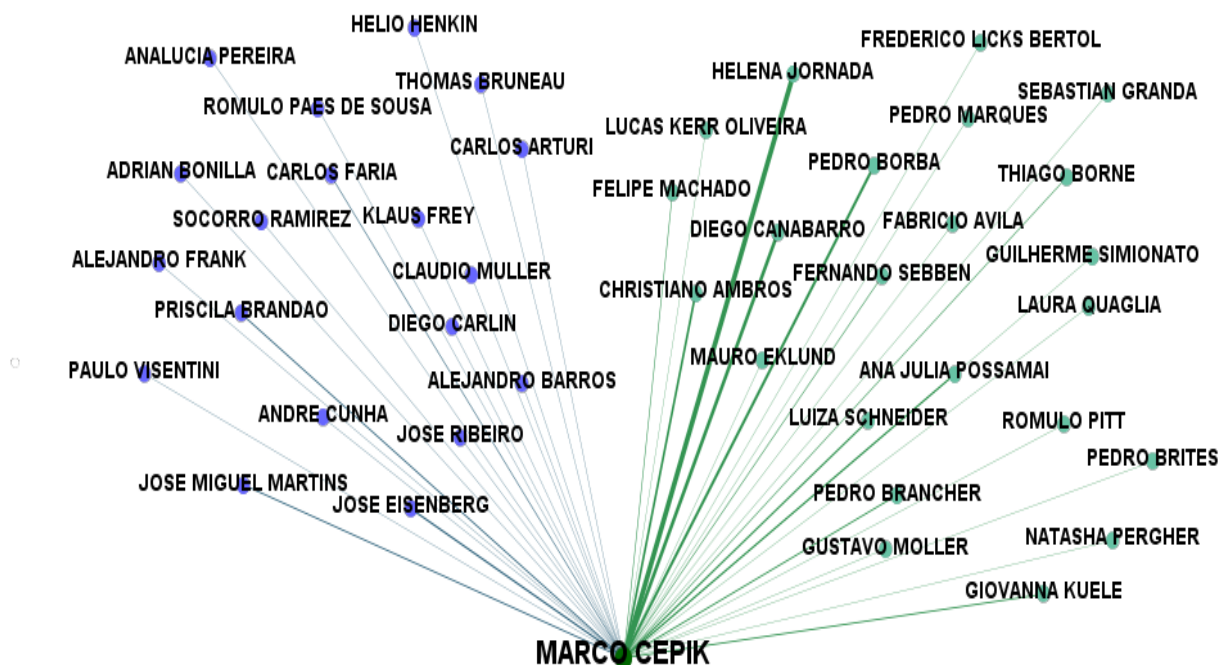 HELIO HENKIN
FREDERICO LICKS BERTOL
ANALUCIA PEREIRA
HELENA JORNADA
THOMAS BRUNEAU
SEBASTIAN GRANDA
ROMULO PAES DE SOUSA
PEDRO MARQUES
LUCAS KERR OLIVEIRA
CARLOS ARTURI
PEDRO BORBA
ADRIAN BONILLA
CARLOS FARIA
THIAGO BORNE
FELIPE MACHADO
SOCORRO RAMIREZ
KLAUS FREY
DIEGO CANABARRO
FABRICIO AVILA
GUILHERME SIMIONATO
ALEJANDRO FRANK
CLAUDIO MULLER
FERNANDO SEBBEN
CHRISTIANO AMBROS
LAURA QUAGLIA
PRISCILA BRANDAO
DIEGO CARLIN
MAURO EKLUND
PAULO VISENTINI
ANA JULIA POSSAMAI
ALEJANDRO BARROS
ANDRE CUNHA
LUIZA SCHNEIDER
ROMULO PITT
JOSE RIBEIRO
PEDRO BRITES
JOSE MIGUEL MARTINS
PEDRO BRANCHER
JOSE EISENBERG
NATASHA PERGHER
GUSTAVO MOLLER
GIOVANNA KUELE
MARCO CEPIK